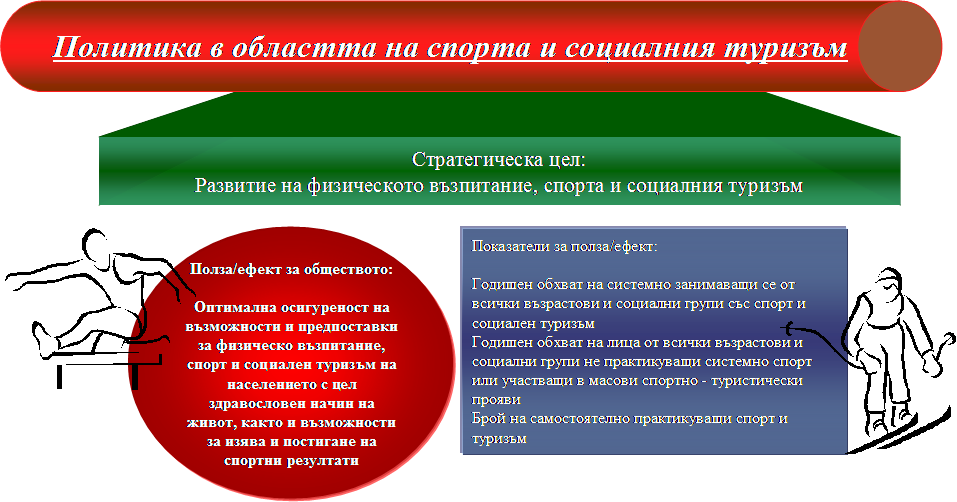 Политика в областта на спорта и социалния туризъм
Стратегическа цел:
Развитие на физическото възпитание, спорта и социалния туризъм
Полза/ефект за обществото:
Оптимална осигуреност на
възможности и предпоставки
за физическо възпитание,
спорт и социален туризъм на
населението с цел
здравословен начин на
живот, както и възможности
за изява и постигане на
спортни резултати
Показатели за полза/ефект:
Годишен обхват на системно занимаващи се от
всички възрастови и социални групи със спорт и
социален туризъм
Годишен обхват на лица от всички възрастови и
социални групи не практикуващи системно спорт
или участващи в масови спортно - туристически
прояви
Брой на самостоятелно практикуващи спорт и
туризъм